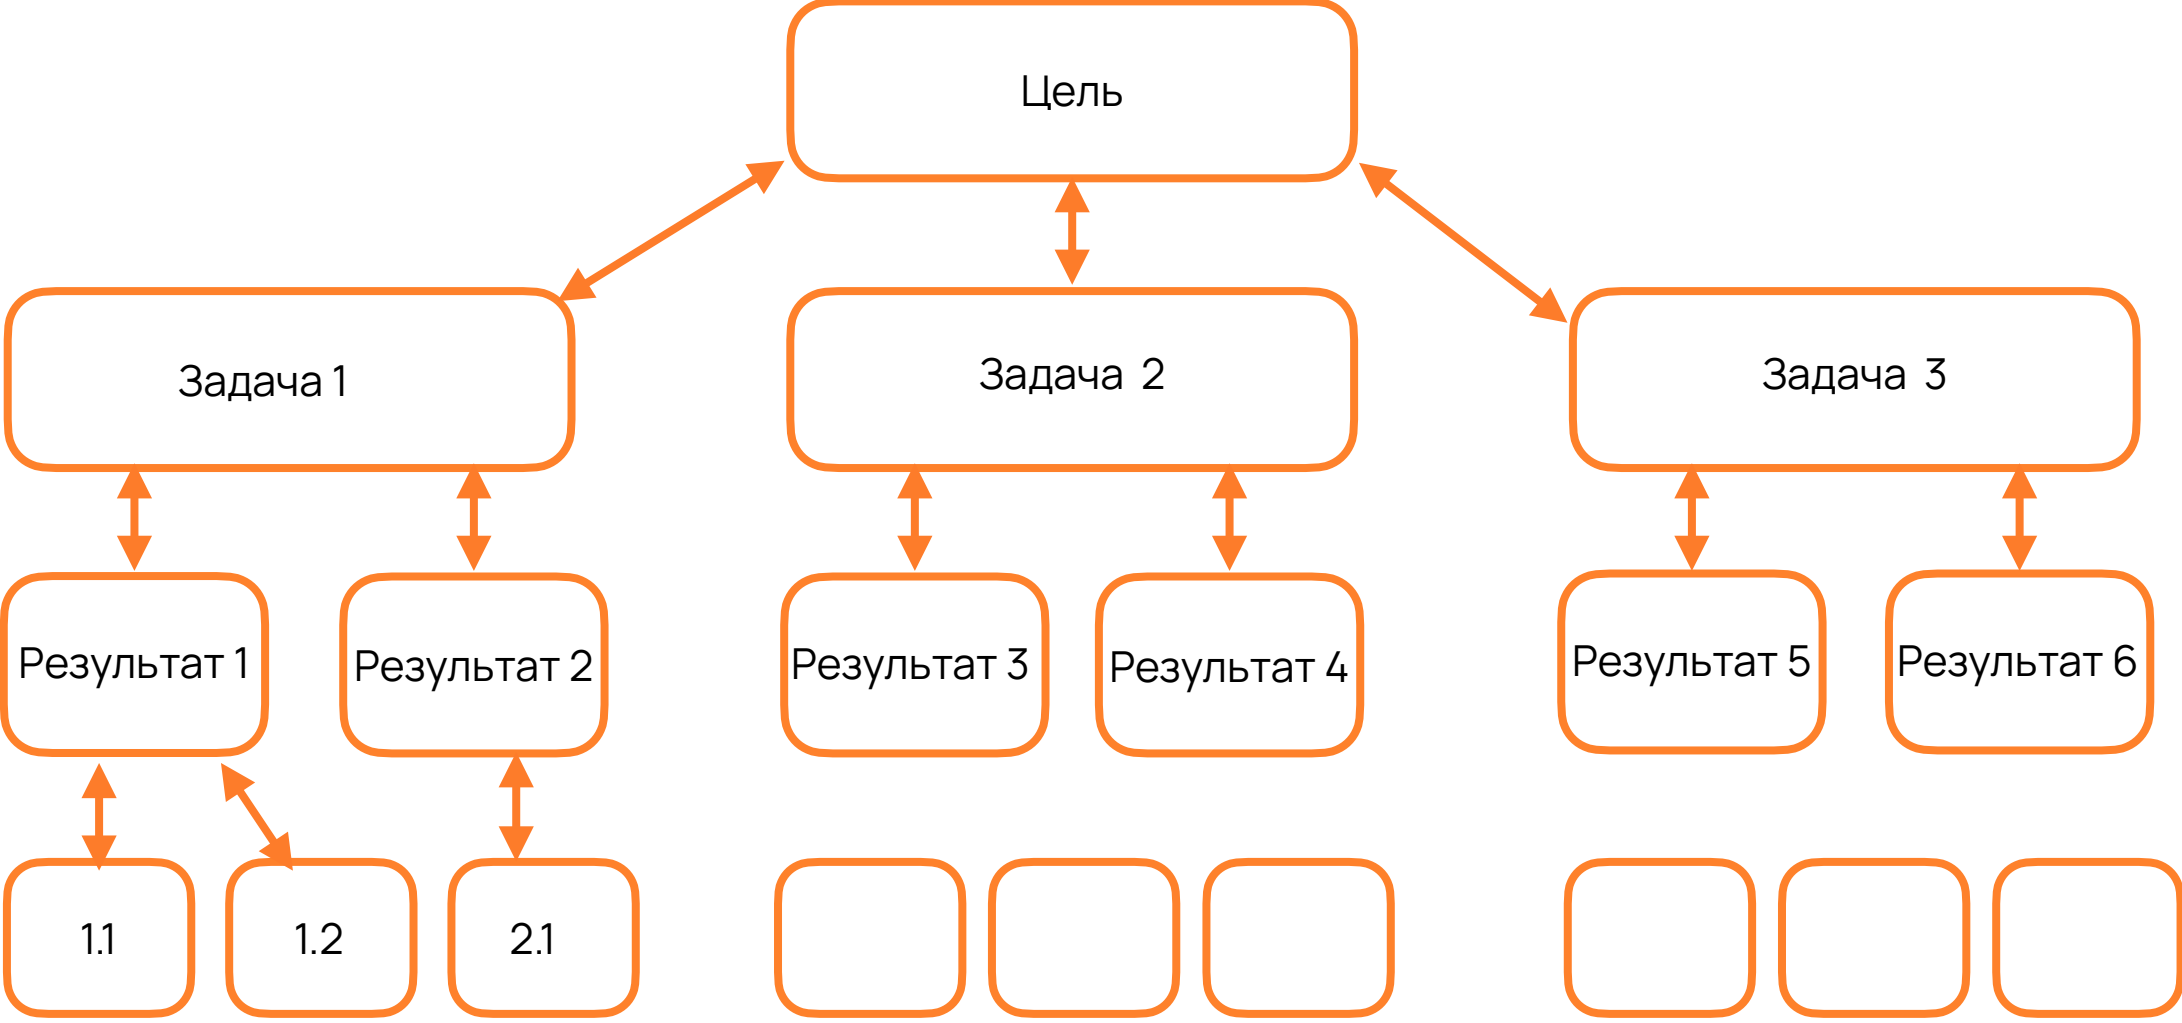 Цель
Задача 1
Задача 2
Задача 3
Результат 1
Результат 2
Результат 3
Результат 4
Результат 5
Результат 6
1.1
1.2
2.1